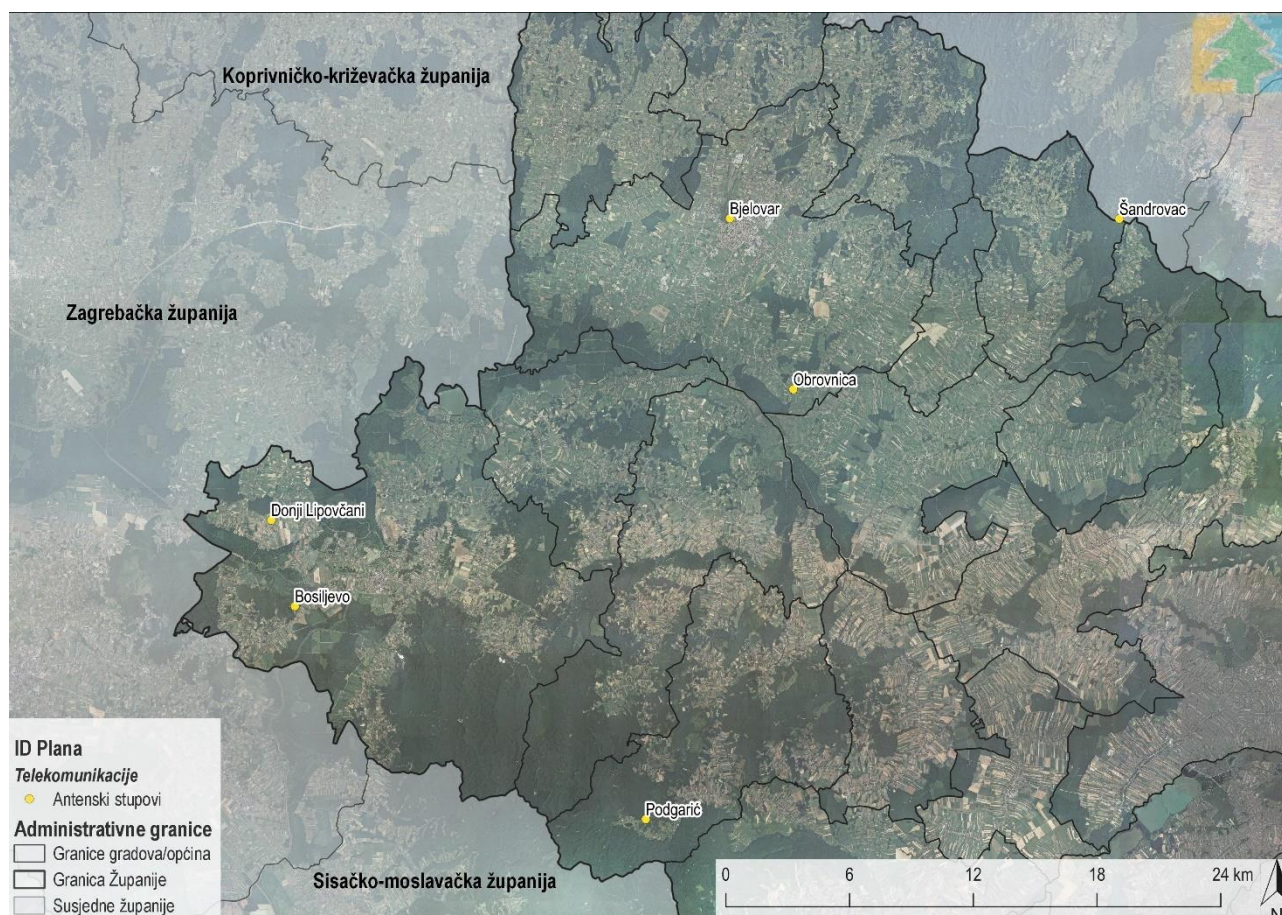 Koprivničko-križevačka županija
Bjelovar
Šandrovac
Zagrebačka županija
Obrovnica
Donji Lipovčani
Bosiljevo
Podgarić
Sisačko-moslavačka županija
ID Plana
Telekomunikacije
Antenski stupovi
Administrativne granice
Granice gradova/općina
Granica Županije
Susjedne županije
0 6 12 18 24 km
N